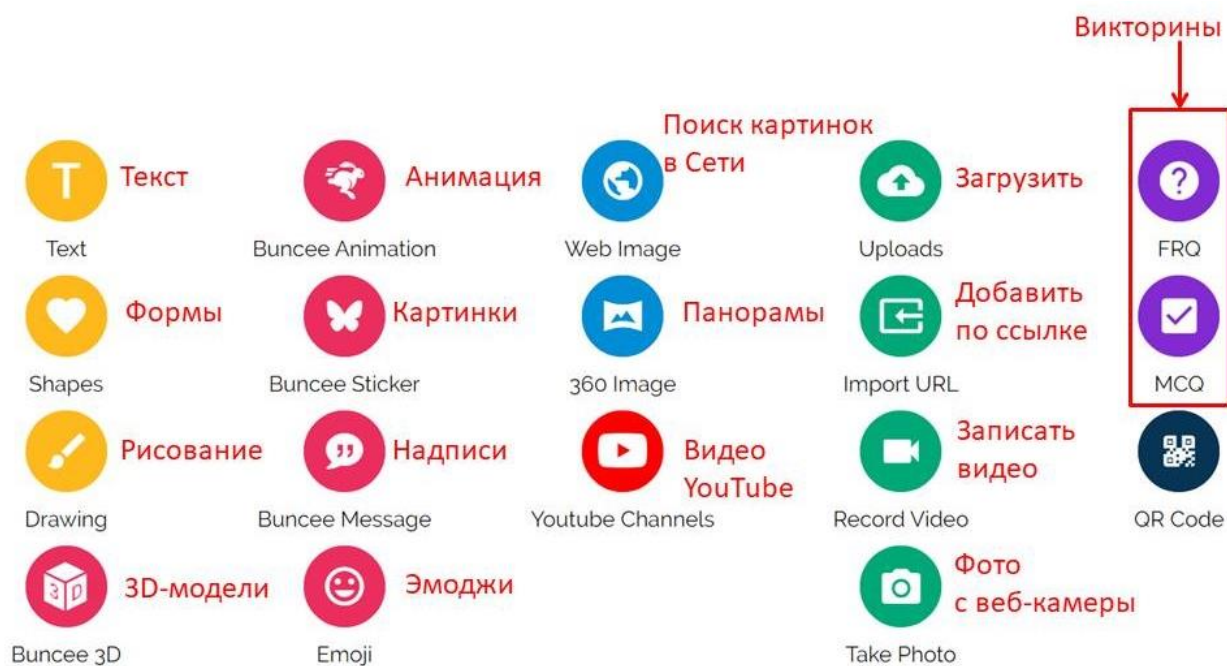 Викторины
Текст
Анимация
Поиск картинок
в Сети
Загрузить
?
Text
Buncee Animation
Web Image
Uploads
FRQ
Формы
Картинки
Панорамы
Добавить
по ссылке
Shapes
Buncee Sticker
360 Image
Import URL
MCQ
Рисование
Надписи
Видео
YouTube
Записать
видео
Drawing
Buncee Message
Youtube Channels
Record Video
QR Code
3D
3D-модели
Эмоджи
Фото
с веб-камеры
Buncee 3D
Emoji
Take Photo